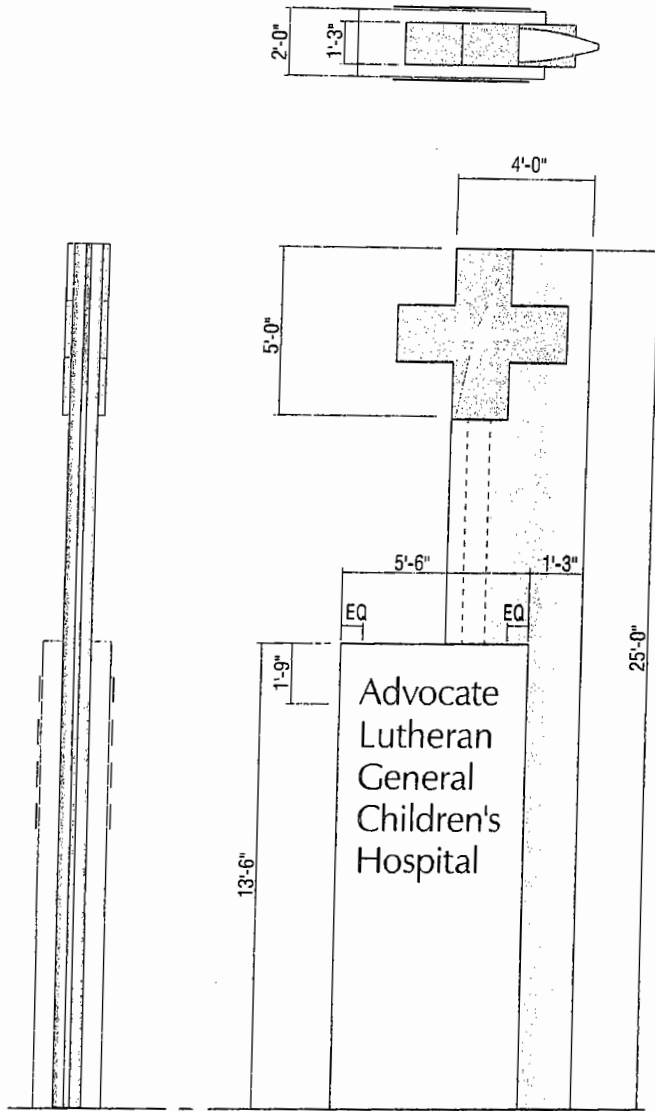 2'-0"
1'-3"
4'-0"
5'-0"
5'-6"
1'-3"
EQ
EQ
1'-9"
25'-0"
13'-6"
Advocate
Lutheran
General
Children's
Hospital